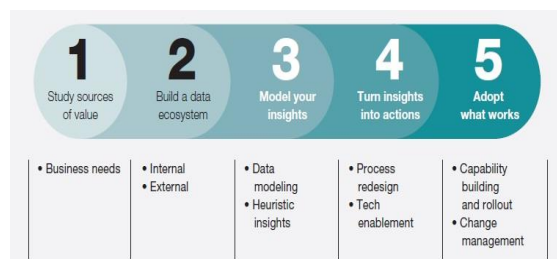 1
Study sources
of value
2
Build a data
ecosystem
3
Model your
insights
4
Turn insights
into actions
5
Adopt
what works
• Business needs
• Internal
• External
• Data
modeling
• Heuristic
insights
• Process
redesign
• Tech
enablement
• Capability
building
and rollout
• Change
management